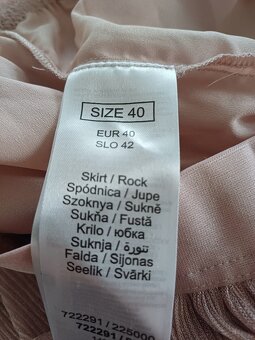 SIZE 40
EUR 40
SLO 42
Skirt / Rock
Spódnica / Jupe
Szoknya / Sukně
Sukňa / Fustă
Krilo / юбка
Suknja / تنورة
Falda / Sijonas
Seelik / Svārki
722291 / 225000